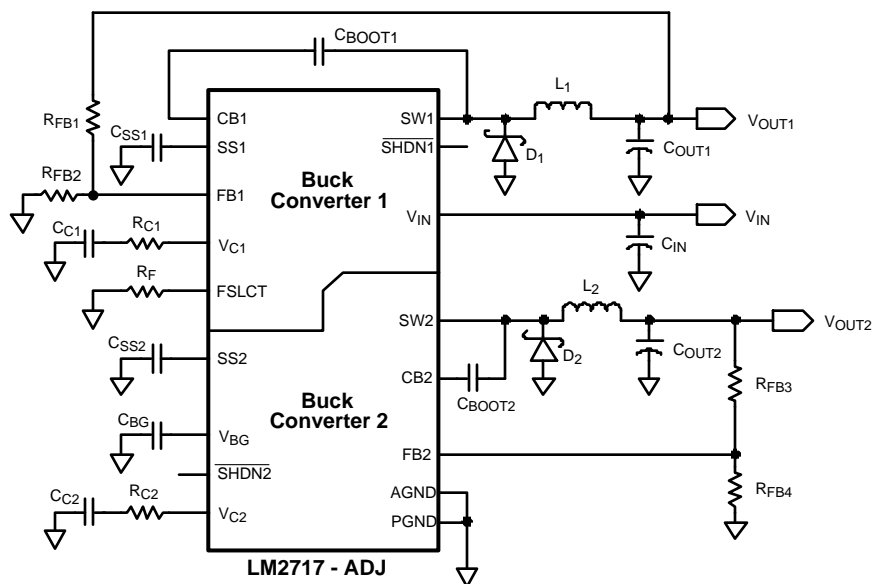 CBOOT1
RFB1
CSS1
RFB2
CC1
RC1
RF
CSS2
CBG
CC2
RC2
CB1
SS1
FB1
VC1
FSLCT
SS2
VBG
SHDN2
VC2
Buck
Converter 1
Buck
Converter 2
SW1
SHDN1
VIN
SW2
CB2
FB2
AGND
PGND
LM2717 - ADJ
L1
D1
COUT1
VOUT1
CIN
VIN
L2
D2
COUT2
VOUT2
CBOOT2
RFB3
RFB4